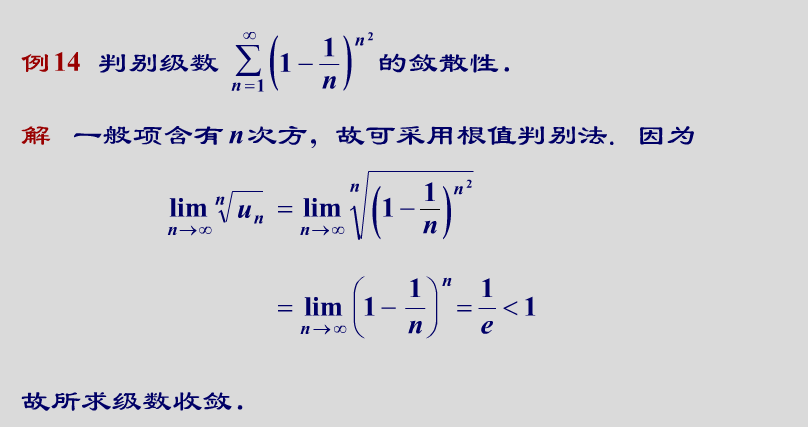 例14 判别级数 $\sum_{n=1}^{\infty}\left(1-\frac{1}{n}\right)^{n^2}$ 的敛散性.
解 一般项含有n次方, 故可采用根值判别法. 因为
$\lim_{n\to\infty}\sqrt[n]{u_n}=\lim_{n\to\infty}\sqrt[n]{\left(1-\frac{1}{n}\right)^{n^2}}$
$=\lim_{n\to\infty}\left(1-\frac{1}{n}\right)^n=\frac{1}{e}<1$
故所求级数收敛.